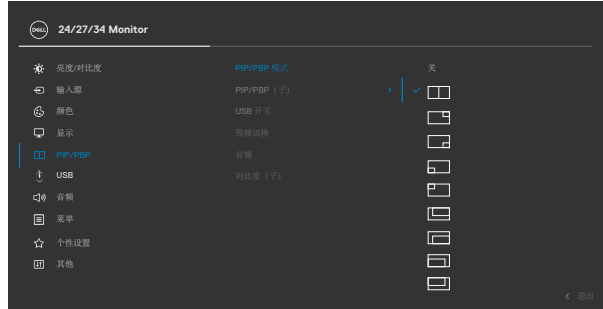 DELL 24/27/34 Monitor
亮度/对比度
输入源
颜色
显示
PIP/PBP
USB
音频
菜单
个性设置
其他
PIP/PBP 模式
PIP/PBP（子）
USB 开关
视频切换
音频
对比度（子）
关
退出